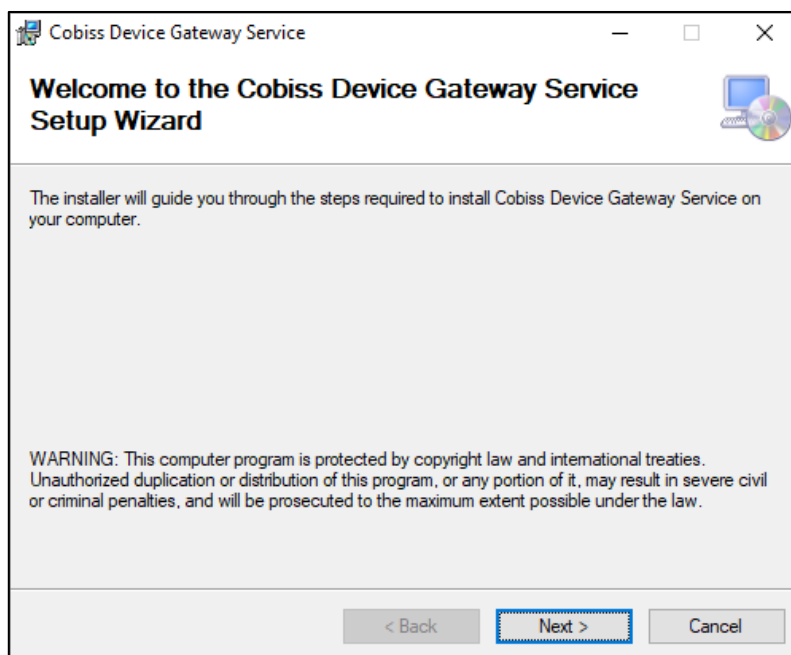 Cobiss Device Gateway Service
Welcome to the Cobiss Device Gateway Service
Setup Wizard
The installer will guide you through the steps required to install Cobiss Device Gateway Service on
your computer.
WARNING: This computer program is protected by copyright law and international treaties.
Unauthorized duplication or distribution of this program, or any portion of it, may result in severe civil
or criminal penalties, and will be prosecuted to the maximum extent possible under the law.
< Back
Next >
Cancel